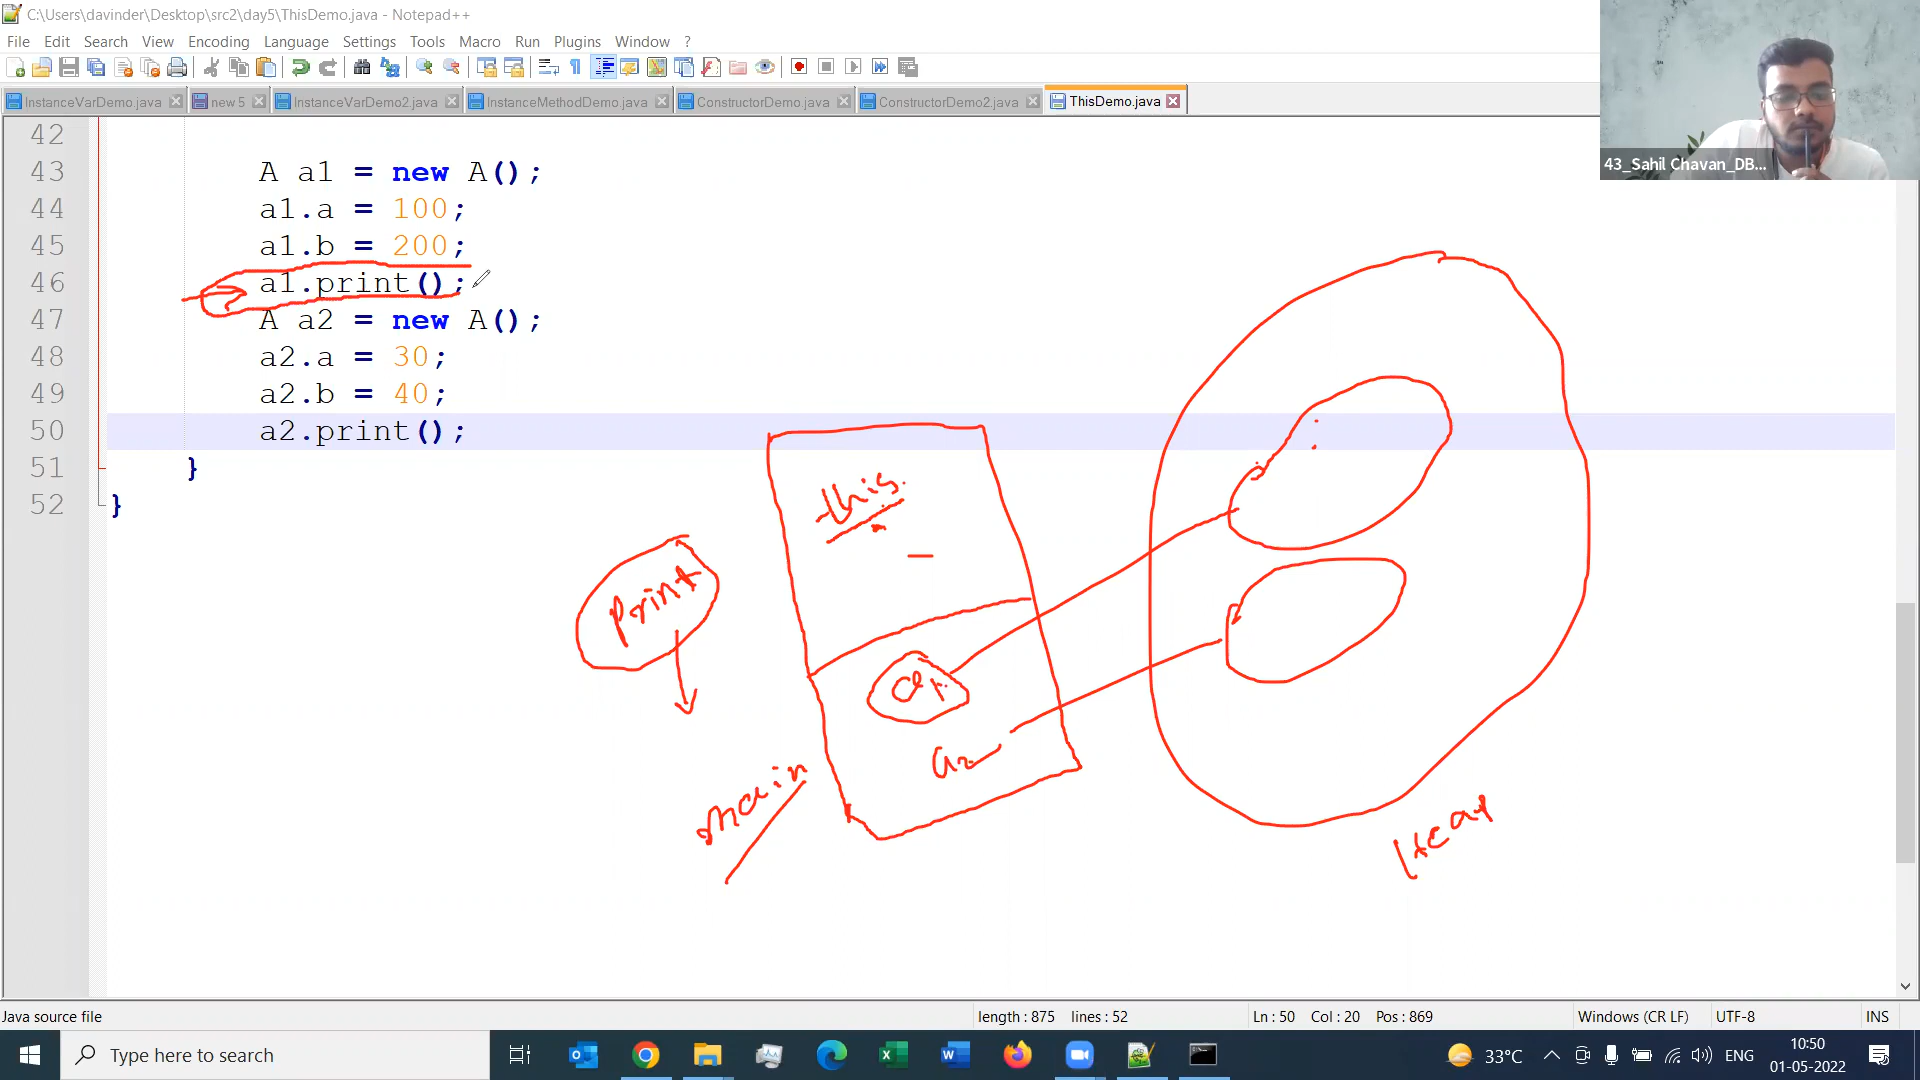 C:\Users\davinder\Desktop\src2\day5\ThisDemo.java - Notepad++
File Edit Search View Encoding Language Settings Tools Macro Run Plugins Window ?
InstanceVarDemo.java new 5 InstanceVarDemo2.java InstanceMethodDemo.java ConstructorDemo.java ConstructorDemo2.java ThisDemo.java
43_Sahil Chavan_DB...
42
43 A a1 = new A();
44 a1.a = 100;
45 a1.b = 200;
46 a1.print();
47 A a2 = new A();
48 a2.a = 30;
49 a2.b = 40;
50 a2.print();
51 }
52 }
this.
Print
a1
a2
main
Heap
Java source file length : 875 lines : 52 Ln : 50 Col : 20 Pos : 869 Windows (CR LF) UTF-8 INS
Type here to search
33°C ENG 10:50
01-05-2022